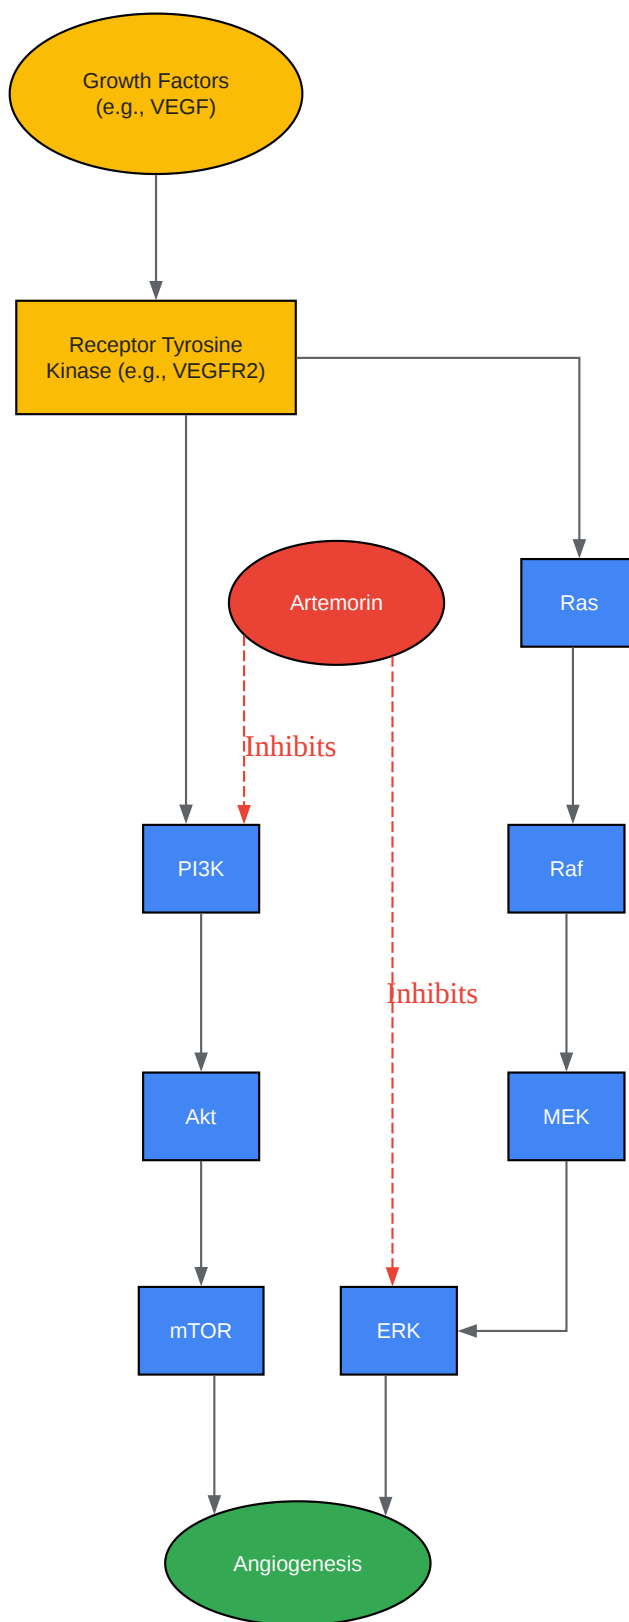 Growth Factors
(e.g., VEGF)
Receptor Tyrosine
Kinase (e.g., VEGFR2)
Artemorin
Ras
Inhibits
PI3K
Raf
Inhibits
Akt
MEK
mTOR
ERK
Angiogenesis